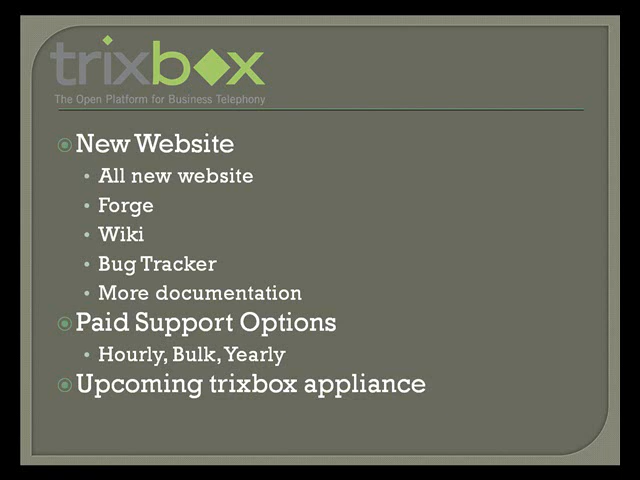 trixbox
The Open Platform for Business Telephony
New Website
All new website
Forge
Wiki
Bug Tracker
More documentation
Paid Support Options
Hourly, Bulk, Yearly
Upcoming trixbox appliance